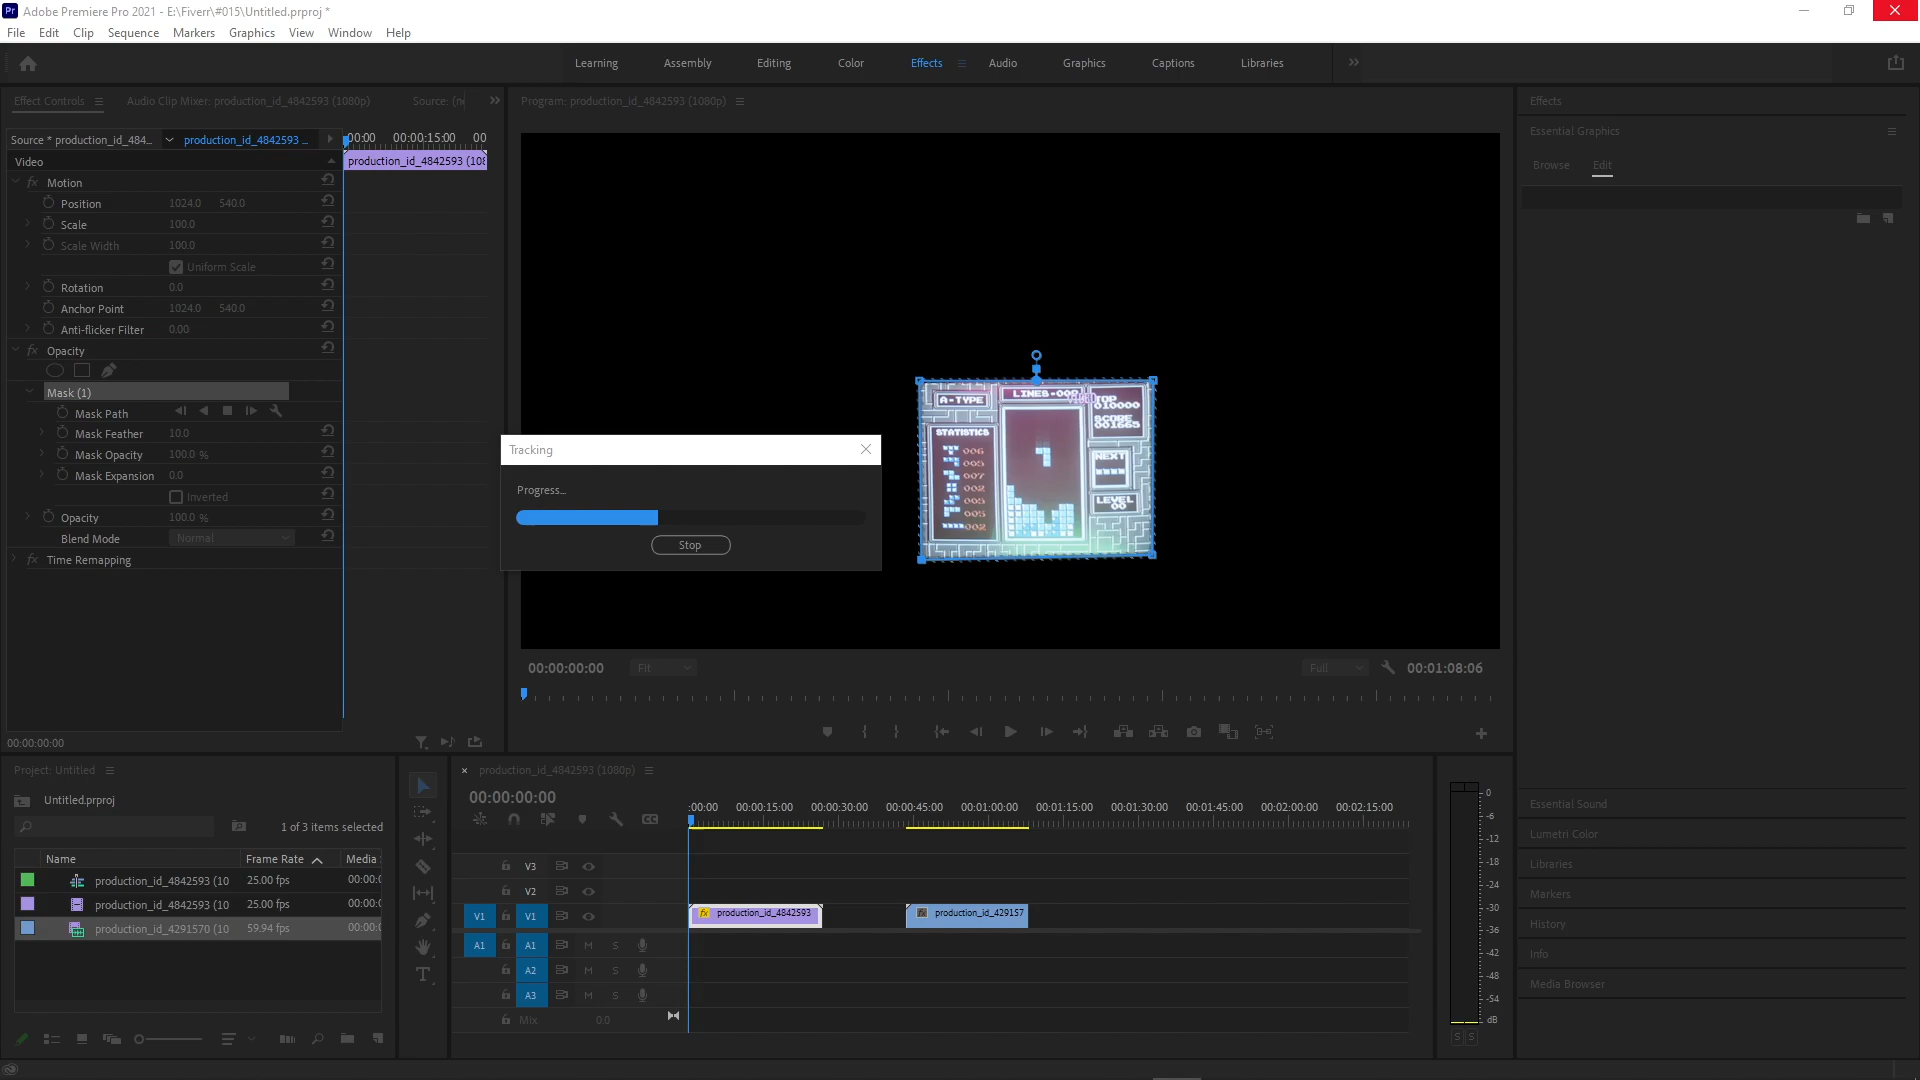 Adobe Premiere Pro 2021 - E:\Fiverr\#015\Untitled.prproj *
File Edit Clip Sequence Markers Graphics View Window Help
Learning Assembly Editing Color Effects Audio Graphics Captions Libraries
Effect Controls Audio Clip Mixer: production_id_4842593 (1080p) Source: (n
Program: production_id_4842593 (1080p)
Effects
Essential Graphics
Browse Edit
Source * production_id_484... production_id_4842593 ...
:00:00 00:00:15:00 00
Video
production_id_4842593 (108
Motion
Position 1024.0 540.0
Scale 100.0
Scale Width 100.0
Uniform Scale
Rotation 0.0
Anchor Point 1024.0 540.0
Anti-flicker Filter 0.00
Opacity
Mask (1)
Mask Path
Mask Feather 10.0
Mask Opacity 100.0 %
Mask Expansion 0.0
Inverted
Opacity 100.0 %
Blend Mode Normal
Time Remapping
00:00:00:00
Tracking
Progress...
Stop
A-TYPE
LINES-008
TOP
010000
SCORE
001665
STATISTICS
006
005
007
002
005
005
002
NEXT
LEVEL
00
00:00:00:00 Fit Full 00:01:08:06
Project: Untitled
Untitled.prproj
1 of 3 items selected
Name Frame Rate Media
production_id_4842593 (10 25.00 fps 00:00:0
production_id_4842593 (10 25.00 fps 00:00:0
production_id_4291570 (10 59.94 fps 00:00:0
production_id_4842593 (1080p)
00:00:00:00
:00:00 00:00:15:00 00:00:30:00 00:00:45:00 00:01:00:00 00:01:15:00 00:01:30:00 00:01:45:00 00:02:00:00 00:02:15:00
V3
V2
V1 V1 fx production_id_4842593 fx production_id_429157
A1 A1 M S
A2 M S
A3 M S
Mix 0.0
0
-6
-12
-18
-24
-30
-36
-42
-48
-54
dB
S S
Essential Sound
Lumetri Color
Libraries
Markers
History
Info
Media Browser